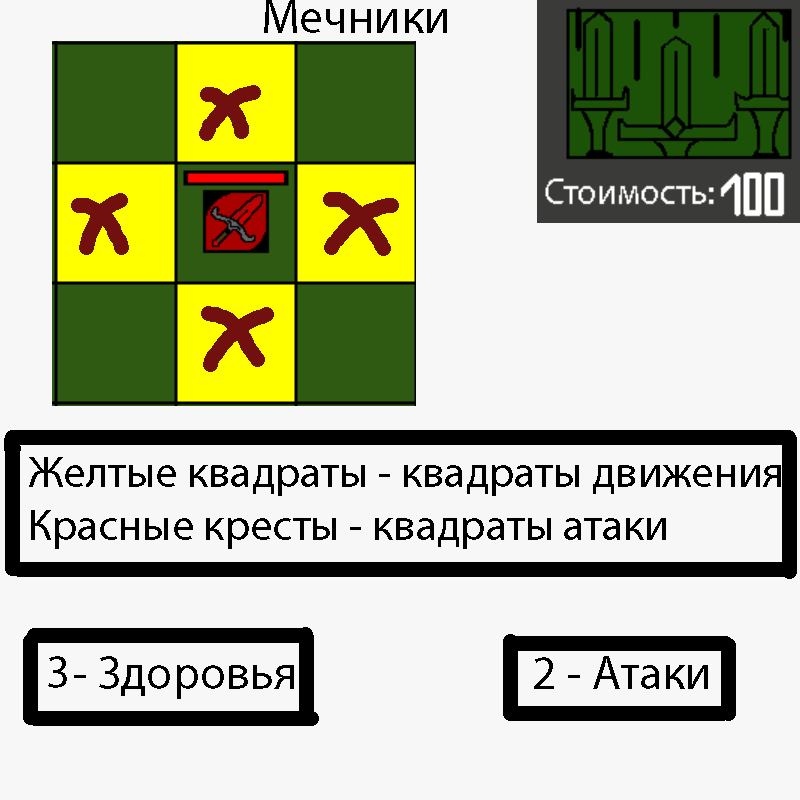 Мечники
Стоимость: 100
Желтые квадраты - квадраты движения
Красные кресты - квадраты атаки
3- Здоровья
2 - Атаки